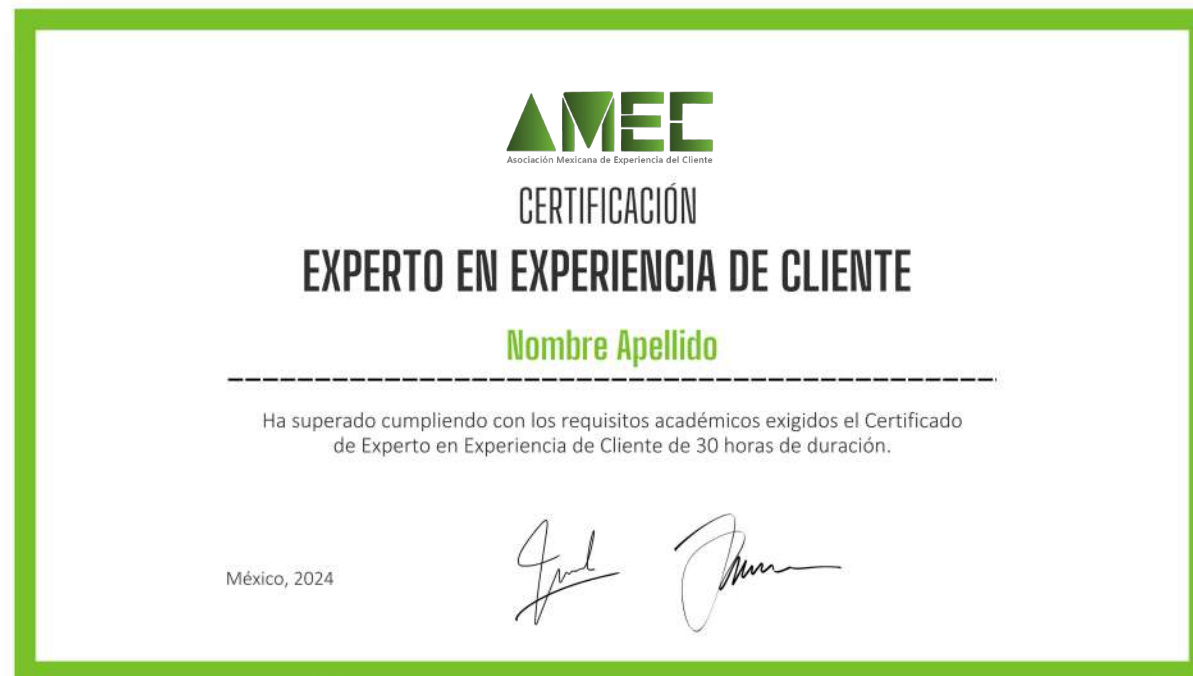 AMEC
Asociación Mexicana de Experiencia del Cliente
CERTIFICACIÓN
EXPERTO EN EXPERIENCIA DE CLIENTE
Nombre Apellido
Ha superado cumpliendo con los requisitos académicos exigidos el Certificado
de Experto en Experiencia de Cliente de 30 horas de duración.
México, 2024